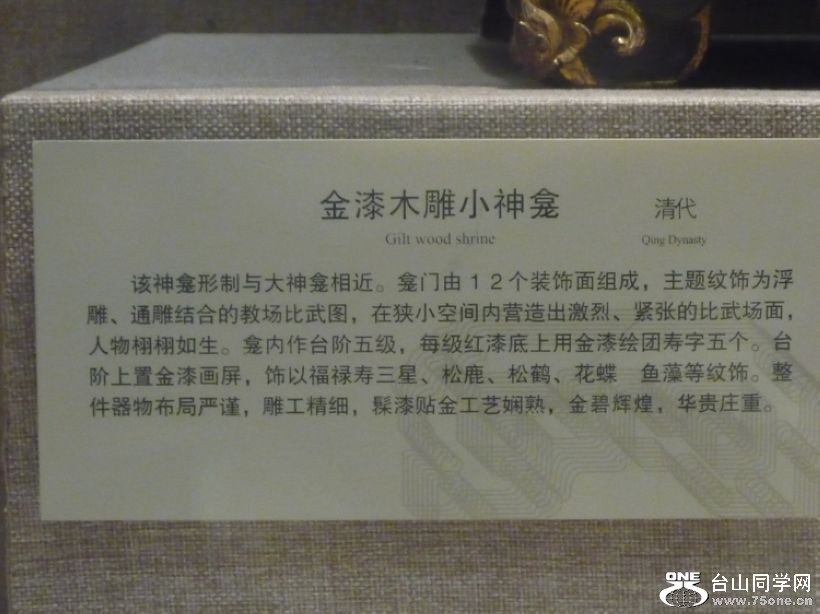 金漆木雕小神龛 清代
Gilt wood shrine Qing Dynasty
该神龛形制与大神龛相近。龛门由12个装饰面组成，主题纹饰为浮
雕、通雕结合的教场比武图，在狭小空间内营造出激烈、紧张的比武场面，
人物栩栩如生。龛内作台阶五级，每级红漆底上用金漆绘团寿字五个。台
阶上置金漆画屏，饰以福禄寿三星、松鹿、松鹤、花蝶 鱼藻等纹饰。整
件器物布局严谨，雕工精细，髹漆贴金工艺娴熟，金碧辉煌，华贵庄重。
ONE 台山同学网
www.75one.cn